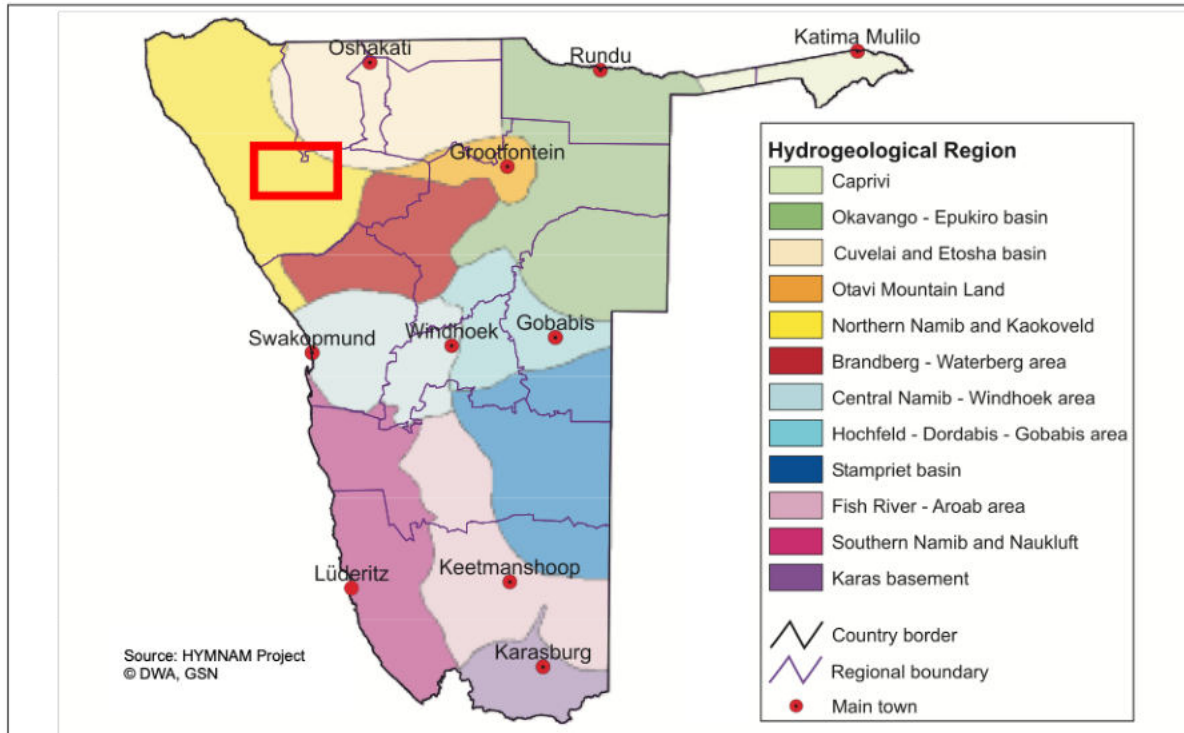 Katima Mulilo
Oshakati
Rundu
Grootfontein
Swakopmund
Windhoek
Gobabis
Lüderitz
Keetmanshoop
Karasburg
Source: HYMNAM Project
© DWA, GSN
Hydrogeological Region
Caprivi
Okavango - Epukiro basin
Cuvelai and Etosha basin
Otavi Mountain Land
Northern Namib and Kaokoveld
Brandberg - Waterberg area
Central Namib - Windhoek area
Hochfeld - Dordabis - Gobabis area
Stampriet basin
Fish River - Aroab area
Southern Namib and Naukluft
Karas basement
Country border
Regional boundary
Main town